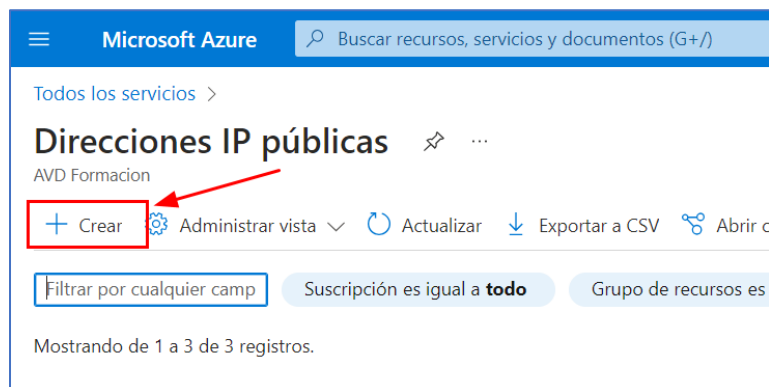 Microsoft Azure Buscar recursos, servicios y documentos (G+/)
Todos los servicios >
Direcciones IP públicas ...
AVD Formacion
+ Crear Administrar vista Actualizar Exportar a CSV Abrir
Filtrar por cualquier camp Suscripción es igual a todo Grupo de recursos es
Mostrando de 1 a 3 de 3 registros.